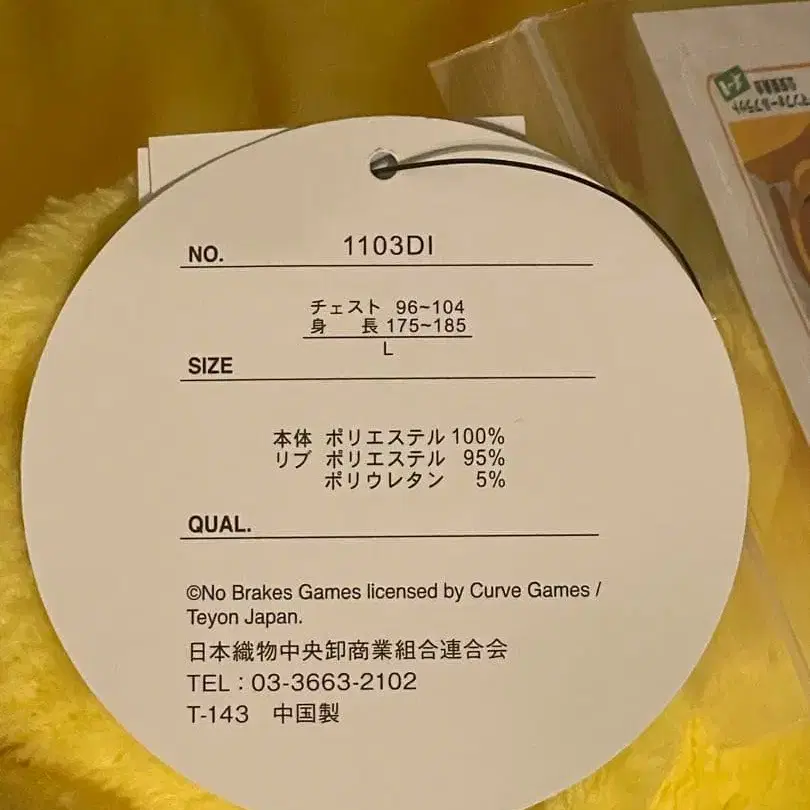 NO. 1103DI
チェスト 96~104
身 長 175~185
L
SIZE
本体 ポリエステル 100%
リブ ポリエステル 95%
ポリウレタン 5%
QUAL.
©No Brakes Games licensed by Curve Games /
Teyon Japan.
日本織物中央卸商業組合連合会
TEL：03-3663-2102
T-143 中国製